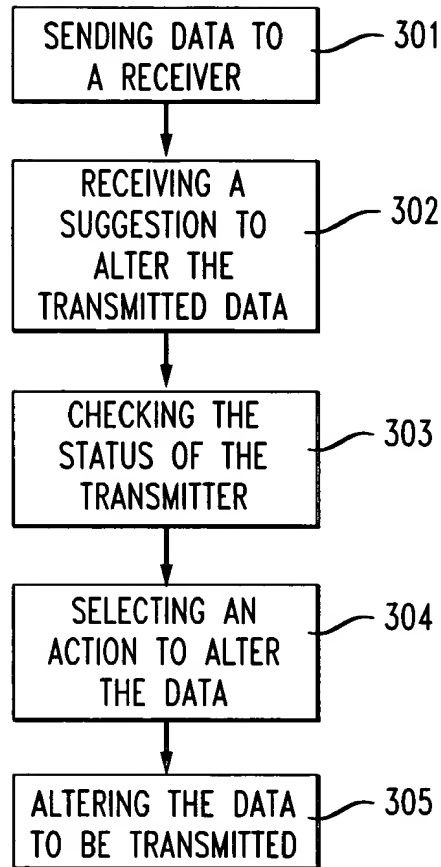 SENDING DATA TO
A RECEIVER
301
RECEIVING A
SUGGESTION TO
ALTER THE
TRANSMITTED DATA
302
CHECKING THE
STATUS OF THE
TRANSMITTER
303
SELECTING AN
ACTION TO ALTER
THE DATA
304
ALTERING THE DATA
TO BE TRANSMITTED
305